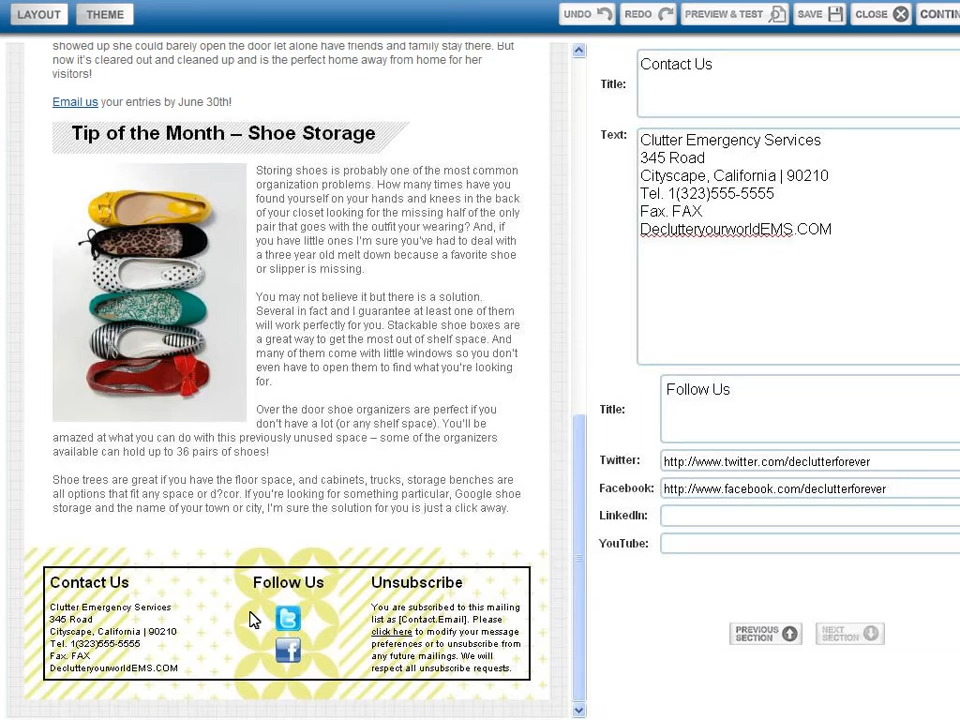 LAYOUT THEME UNDO REDO PREVIEW & TEST SAVE CLOSE CONTIN
showed up she could barely open the door let alone have friends and family stay there. But
now it's cleared out and cleaned up and is the perfect home away from home for her
visitors!
Email us your entries by June 30th!
Tip of the Month – Shoe Storage
Storing shoes is probably one of the most common
organization problems. How many times have you
found yourself on your hands and knees in the back
of your closet looking for the missing half of the only
pair that goes with the outfit your wearing? And, if
you have little ones I'm sure you've had to deal with
a three year old melt down because a favorite shoe
or slipper is missing.
You may not believe it but there is a solution.
Several in fact and I guarantee at least one of them
will work perfectly for you. Stackable shoe boxes are
a great way to get the most out of shelf space. And
many of them come with little windows so you don't
even have to open them to find what you're looking
for.
Over the door shoe organizers are perfect if you
don't have a lot (or any shelf space). You'll be
amazed at what you can do with this previously unused space – some of the organizers
available can hold up to 36 pairs of shoes!
Shoe trees are great if you have the floor space, and cabinets, trucks, storage benches are
all options that fit any space or d?cor. If you're looking for something particular, Google shoe
storage and the name of your town or city, I'm sure the solution for you is just a click away.
Contact Us
Clutter Emergency Services
345 Road
Cityscape, California | 90210
Tel. 1(323)555-5555
Fax. FAX
DeclutteryourworldEMS.COM
Follow Us
Unsubscribe
You are subscribed to this mailing
list as [Contact.Email]. Please
click here to modify your message
preferences or to unsubscribe from
any future mailings. We will
respect all unsubscribe requests.
Title: Contact Us
Text: Clutter Emergency Services
345 Road
Cityscape, California | 90210
Tel. 1(323)555-5555
Fax. FAX
DeclutteryourworldEMS.COM
Title: Follow Us
Twitter: http://www.twitter.com/declutterforever
Facebook: http://www.facebook.com/declutterforever
LinkedIn:
YouTube:
PREVIOUS SECTION NEXT SECTION